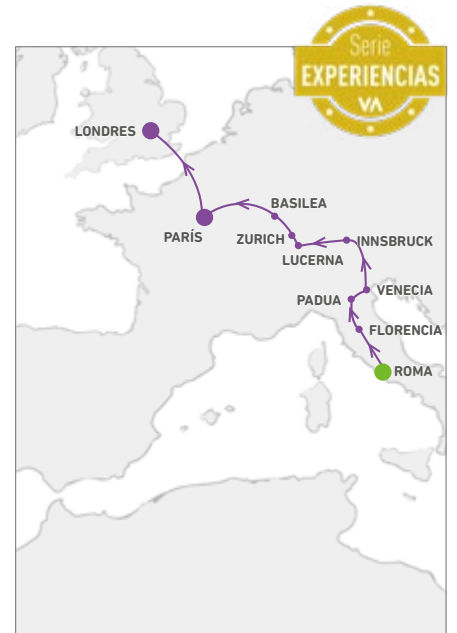 Serie
EXPERIENCIAS
VA
LONDRES
BASILEA
PARÍS
ZURICH
INNSBRUCK
LUCERNA
VENECIA
PADUA
FLORENCIA
ROMA